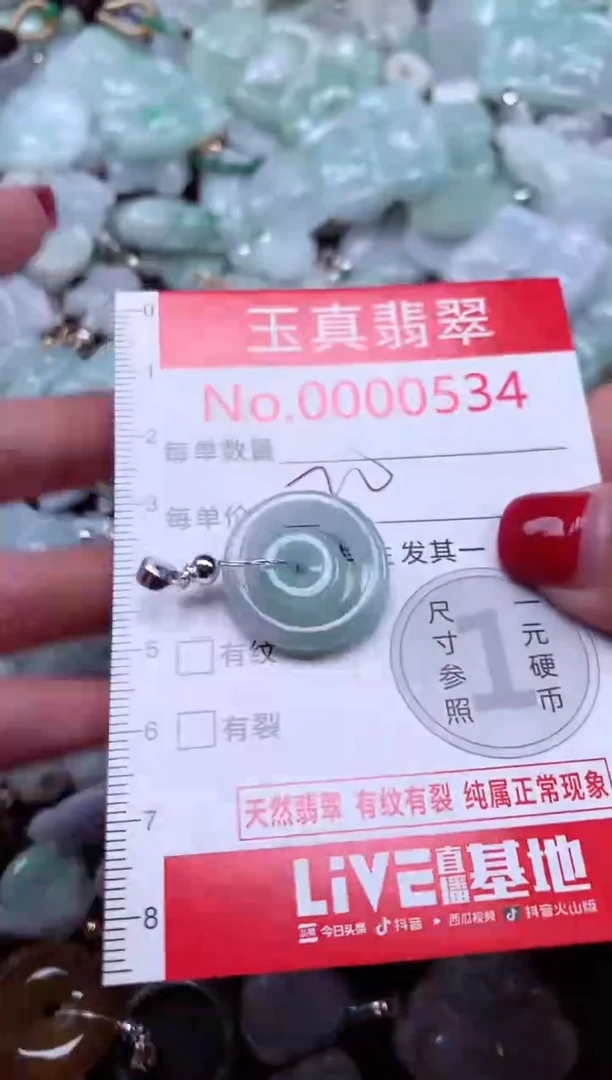 0
玉真翡翠
1
No.0000534
2
每单数量
3
每单价
发其一
尺寸参照
1
一元硬币
5
有纹
6
有裂
7
天然翡翠 有纹有裂 纯属正常现象
LiVE直播基地
8
今日头条 抖音 西瓜视频 抖音火山版